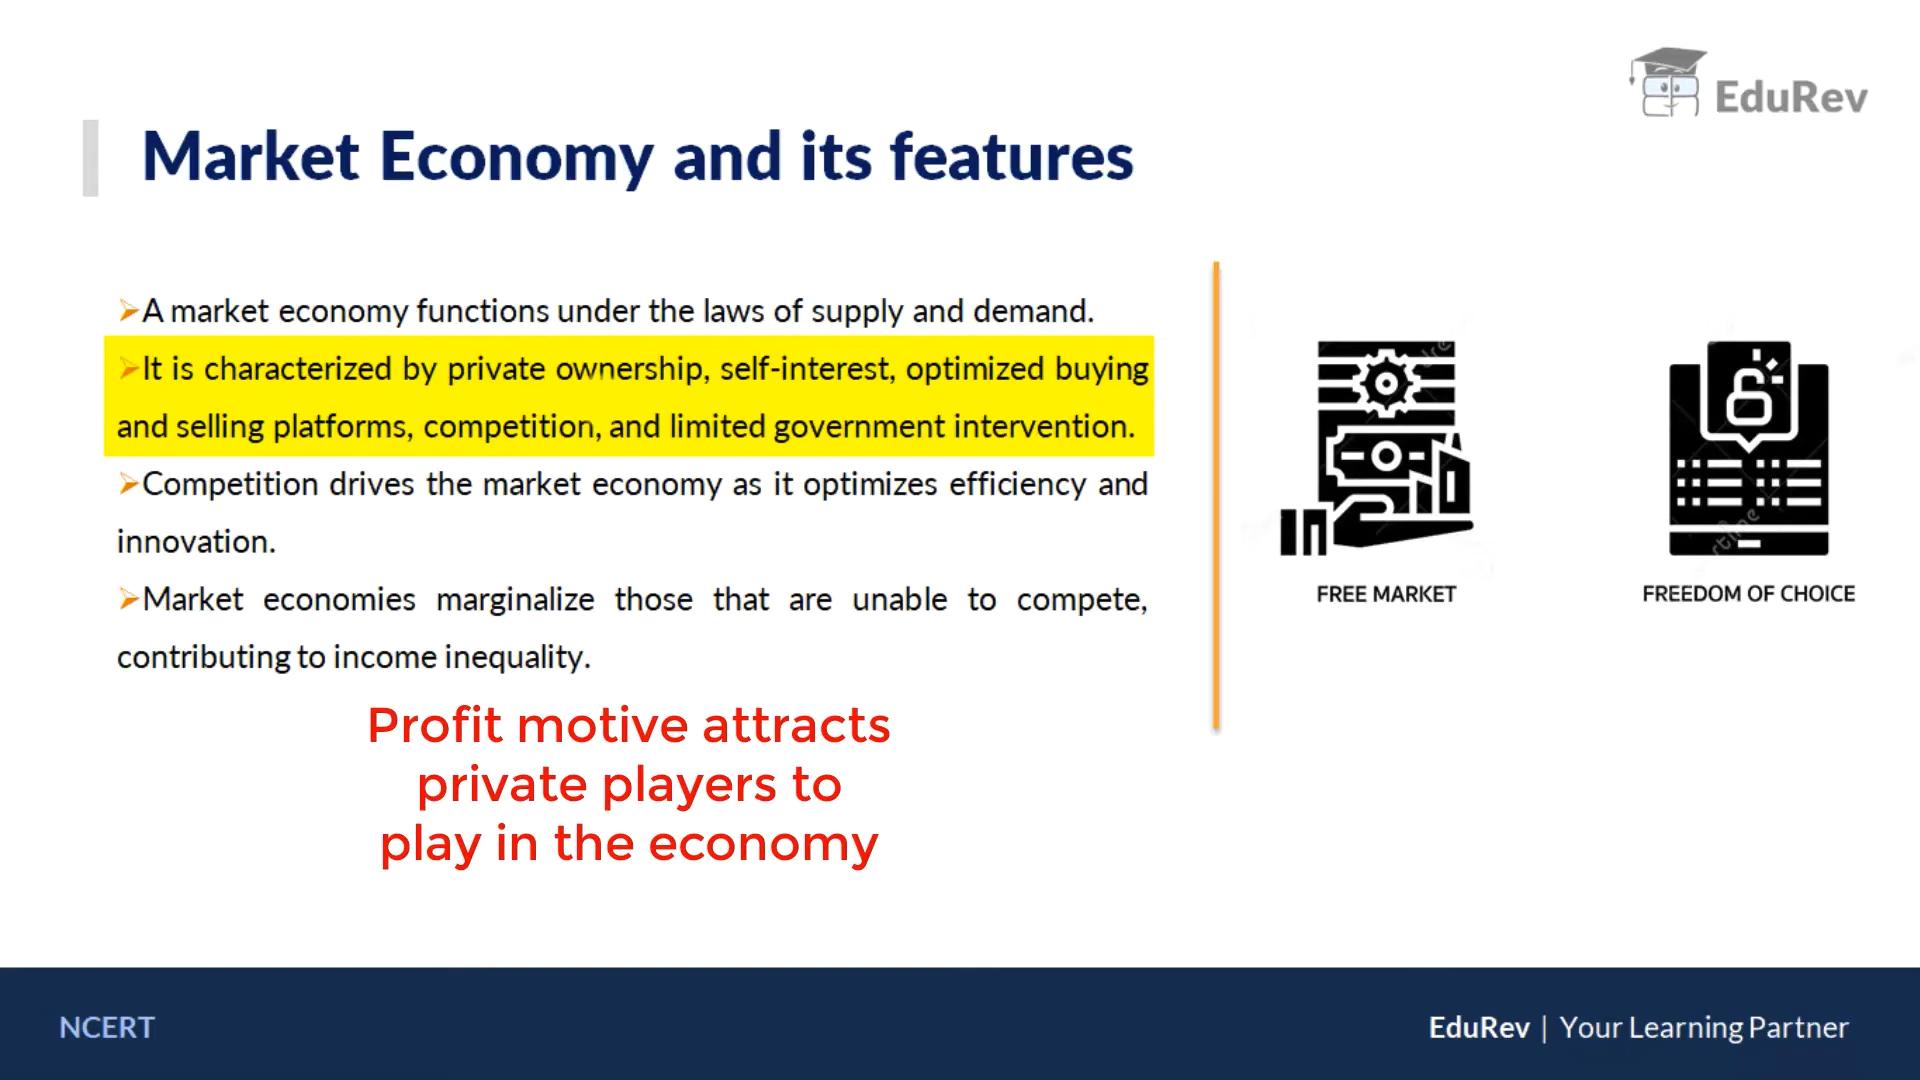 EduRev
Market Economy and its features
➢A market economy functions under the laws of supply and demand.
➢It is characterized by private ownership, self-interest, optimized buying
and selling platforms, competition, and limited government intervention.
➢Competition drives the market economy as it optimizes efficiency and
innovation.
➢Market economies marginalize those that are unable to compete,
contributing to income inequality.
Profit motive attracts
private players to
play in the economy
FREE MARKET
FREEDOM OF CHOICE
NCERT
EduRev | Your Learning Partner